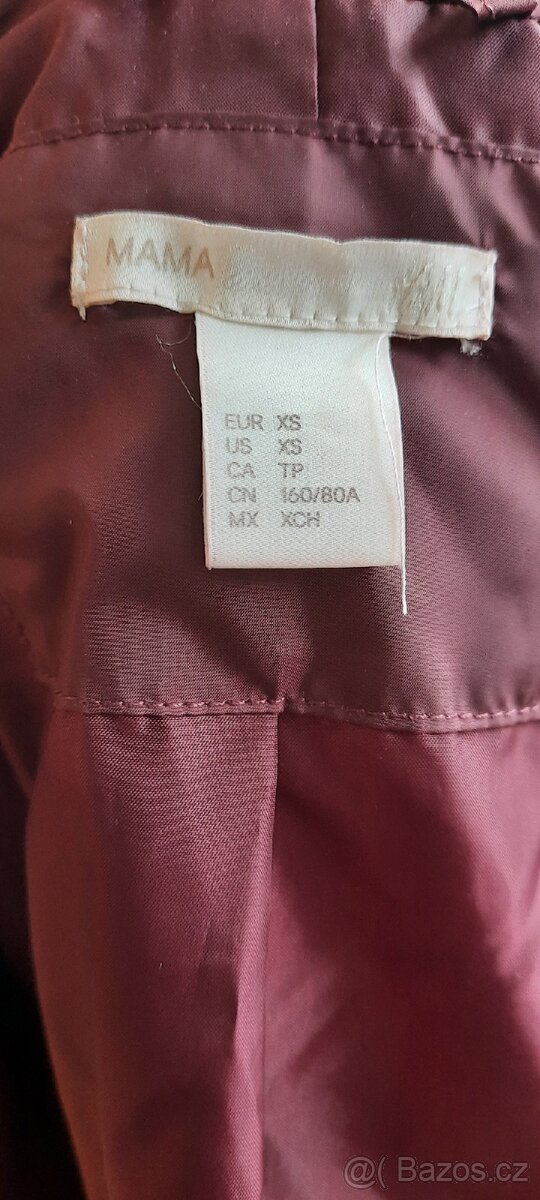 MAMA
EUR XS
US XS
CA TP
CN 160/80A
MX XCH
@( Bazos.cz